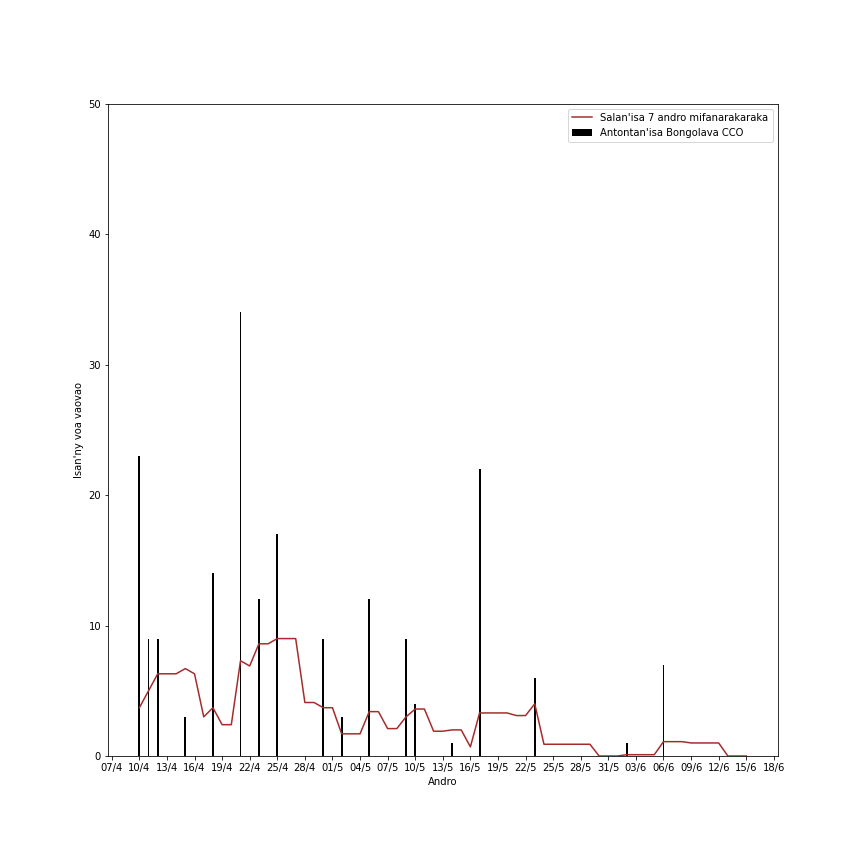 50
Salan'isa 7 andro mifanarakaraka
Antontan'isa Bongolava CCO
40
30
20
10
0
Isan'ny voa vaovao
07/4 10/4 13/4 16/4 19/4 22/4 25/4 28/4 01/5 04/5 07/5 10/5 13/5 16/5 19/5 22/5 25/5 28/5 31/5 03/6 06/6 09/6 12/6 15/6 18/6
Andro